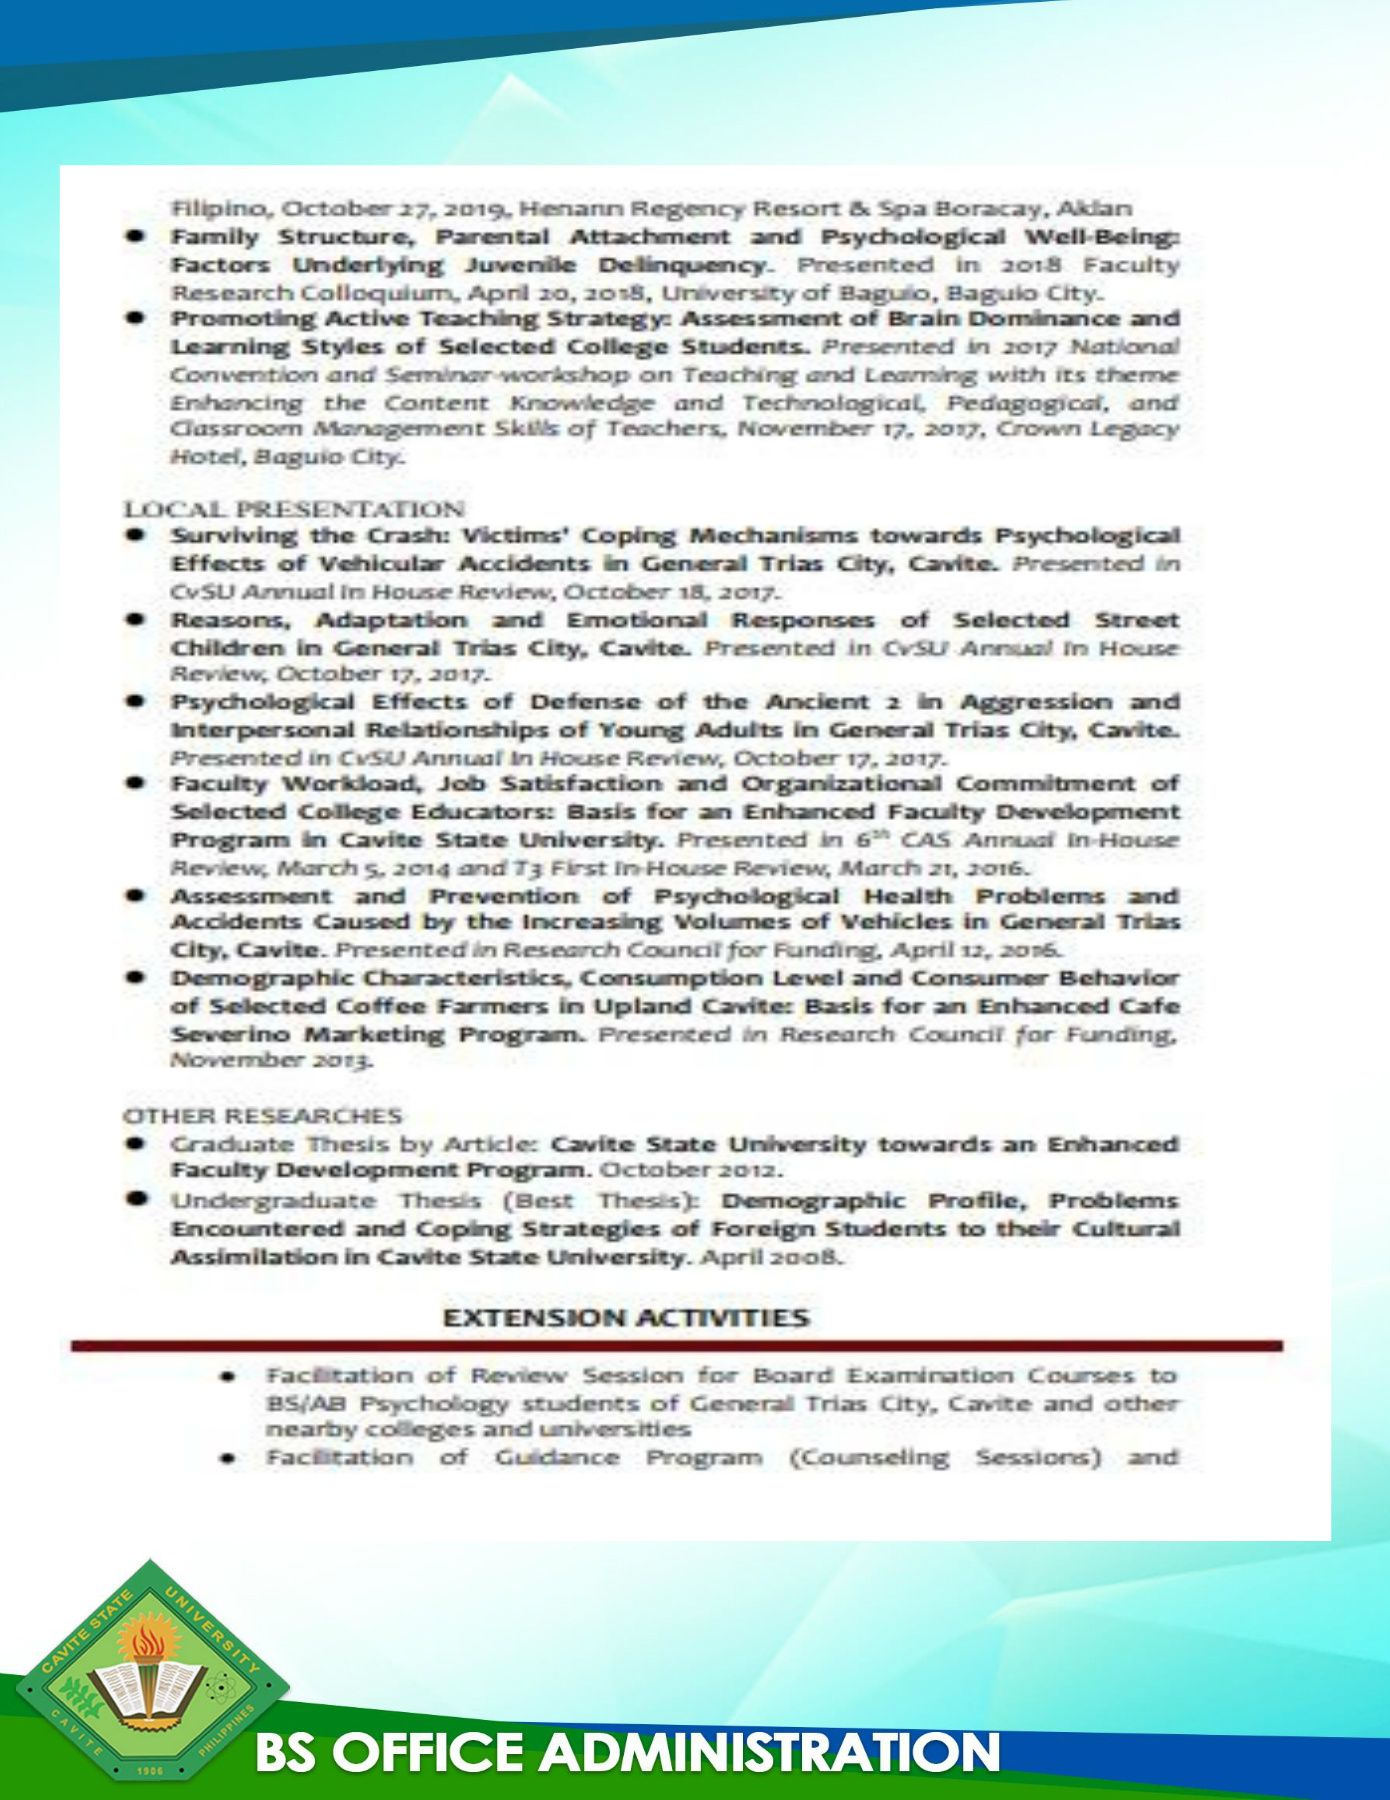 Filipino, October 27, 2019, Henann Regency Resort & Spa Boracay, Aklan
● Family Structure, Parental Attachment and Psychological Well-Being:
Factors Underlying Juvenile Delinquency. Presented in 2018 Faculty
Research Colloquium, April 20, 2018, University of Baguio, Baguio City.
● Promoting Active Teaching Strategy: Assessment of Brain Dominance and
Learning Styles of Selected College Students. Presented in 2017 National
Convention and Seminar-workshop on Teaching and Learning with its theme
Enhancing the Content Knowledge and Technological, Pedagogical, and
Classroom Management Skills of Teachers, November 17, 2017, Crown Legacy
Hotel, Baguio City.
LOCAL PRESENTATION
● Surviving the Crash: Victims' Coping Mechanisms towards Psychological
Effects of Vehicular Accidents in General Trias City, Cavite. Presented in
CvSU Annual In House Review, October 18, 2017.
● Reasons, Adaptation and Emotional Responses of Selected Street
Children in General Trias City, Cavite. Presented in CvSU Annual In House
Review, October 17, 2017.
● Psychological Effects of Defense of the Ancient 2 in Aggression and
Interpersonal Relationships of Young Adults in General Trias City, Cavite.
Presented in CvSU Annual In House Review, October 17, 2017.
● Faculty Workload, Job Satisfaction and Organizational Commitment of
Selected College Educators: Basis for an Enhanced Faculty Development
Program in Cavite State University. Presented in 6th CAS Annual In-House
Review, March 5, 2014 and T3 First In-House Review, March 21, 2016.
● Assessment and Prevention of Psychological Health Problems and
Accidents Caused by the Increasing Volumes of Vehicles in General Trias
City, Cavite. Presented in Research Council for Funding, April 12, 2016.
● Demographic Characteristics, Consumption Level and Consumer Behavior
of Selected Coffee Farmers in Upland Cavite: Basis for an Enhanced Cafe
Severino Marketing Program. Presented in Research Council for Funding,
November 2013.
OTHER RESEARCHES
● Graduate Thesis by Article: Cavite State University towards an Enhanced
Faculty Development Program. October 2012.
● Undergraduate Thesis (Best Thesis): Demographic Profile, Problems
Encountered and Coping Strategies of Foreign Students to their Cultural
Assimilation in Cavite State University. April 2008.
EXTENSION ACTIVITIES
● Facilitation of Review Session for Board Examination Courses to
BS/AB Psychology students of General Trias City, Cavite and other
nearby colleges and universities
● Facilitation of Guidance Program (Counseling Sessions) and
CAVITE STATE UNIVERSITY
CAVITE PHILIPPINES
1906
BS OFFICE ADMINISTRATION